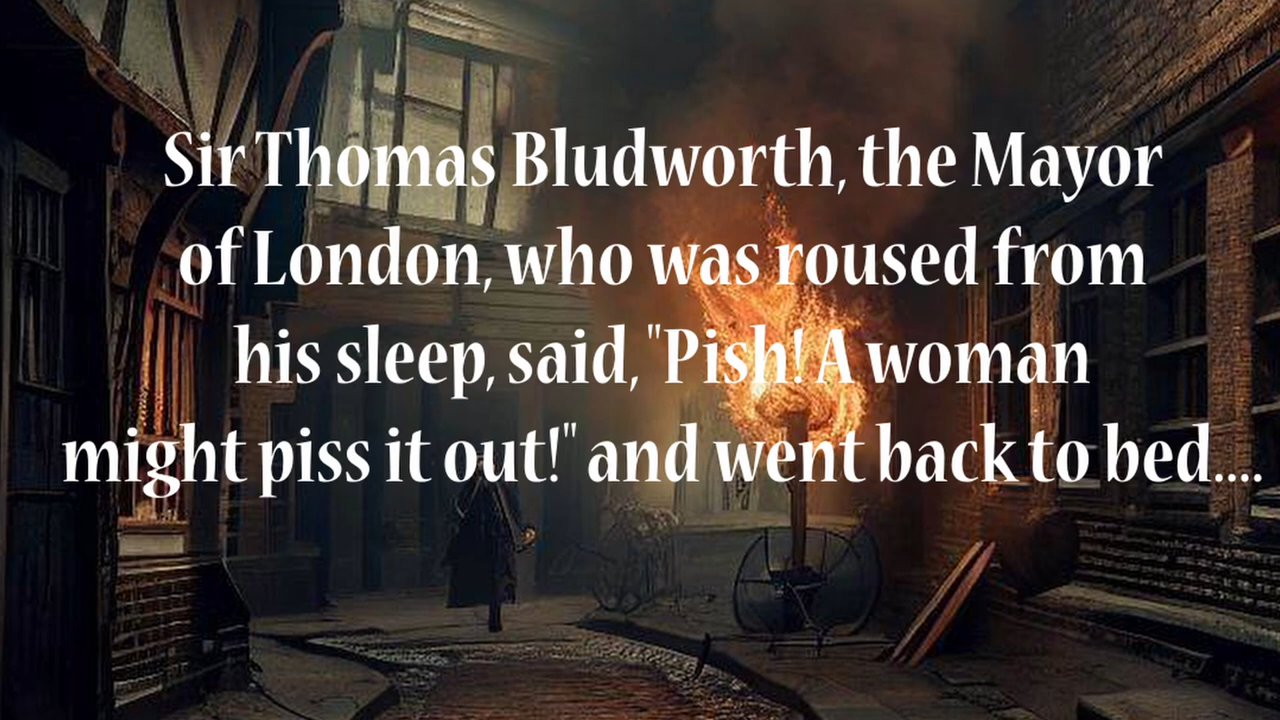 Sir Thomas Bludworth, the Mayor
of London, who was roused from
his sleep, said, "Pish! A woman
might piss it out!" and went back to bed....